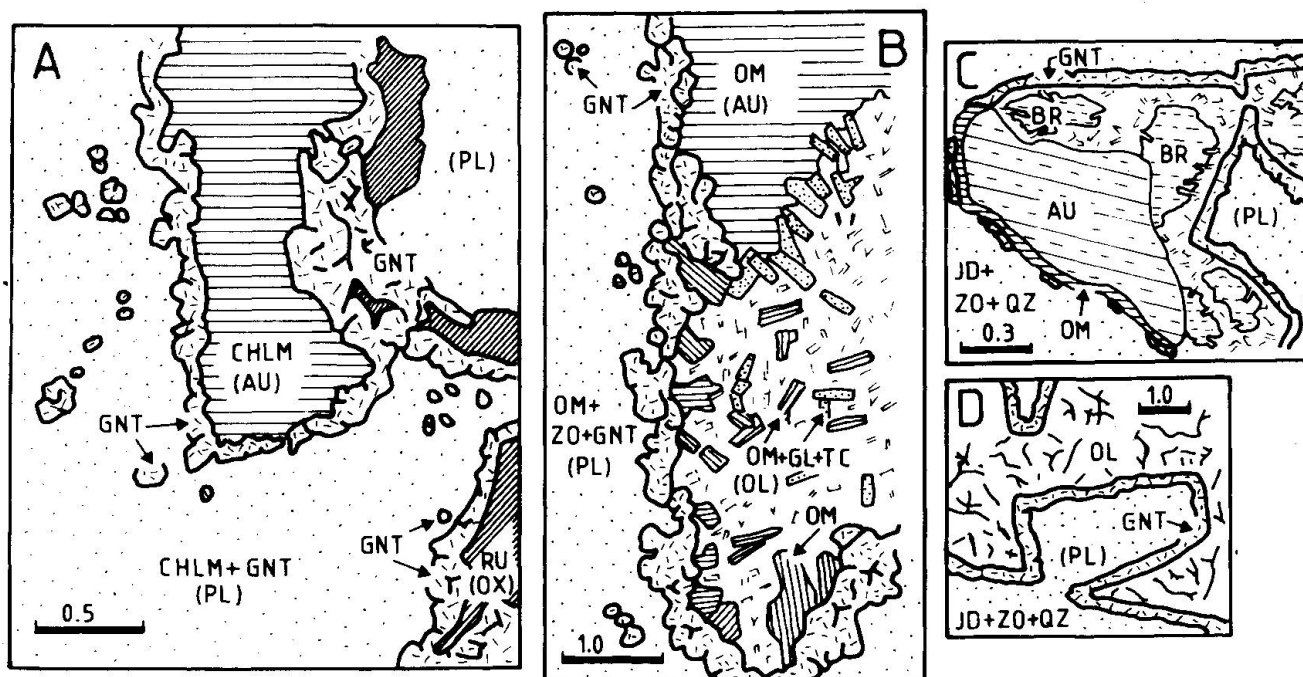 A
(PL)
GNT
CHLM
(AU)
GNT
CHLM+GNT
(PL)
GNT
RU
(OX)
0.5
B
GNT
OM
(AU)
OM+
ZO+GNT
(PL)
OM+GL+TC
(OL)
OM
1.0
C
GNT
BR
BR
AU
(PL)
JD+
ZO+QZ
0.3
OM
D
1.0
OL
GNT
(PL)
JD+ZO+QZ